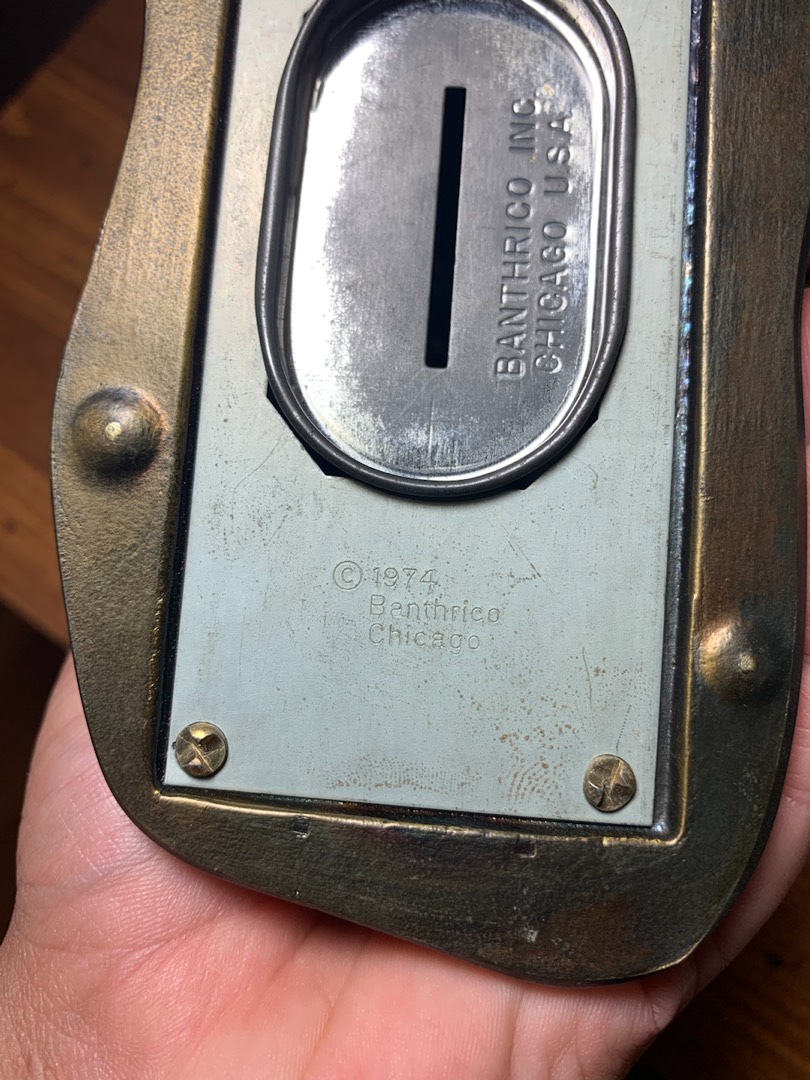 BANTHRICO INC.
CHICAGO U.S.A.
© 1974
Banthrico
Chicago